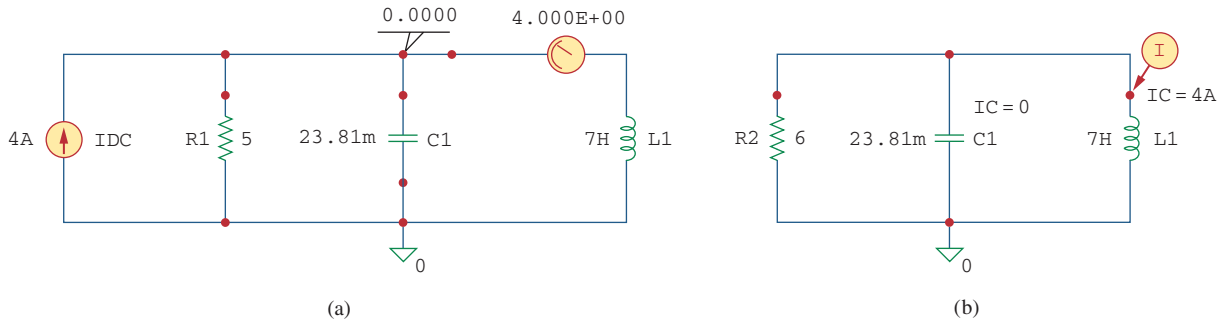 0.0000
4.000E+00
4A IDC
R1 5
23.81m C1
7H L1
0
(a)
I
IC = 4A
IC = 0
R2 6
23.81m C1
7H L1
0
(b)